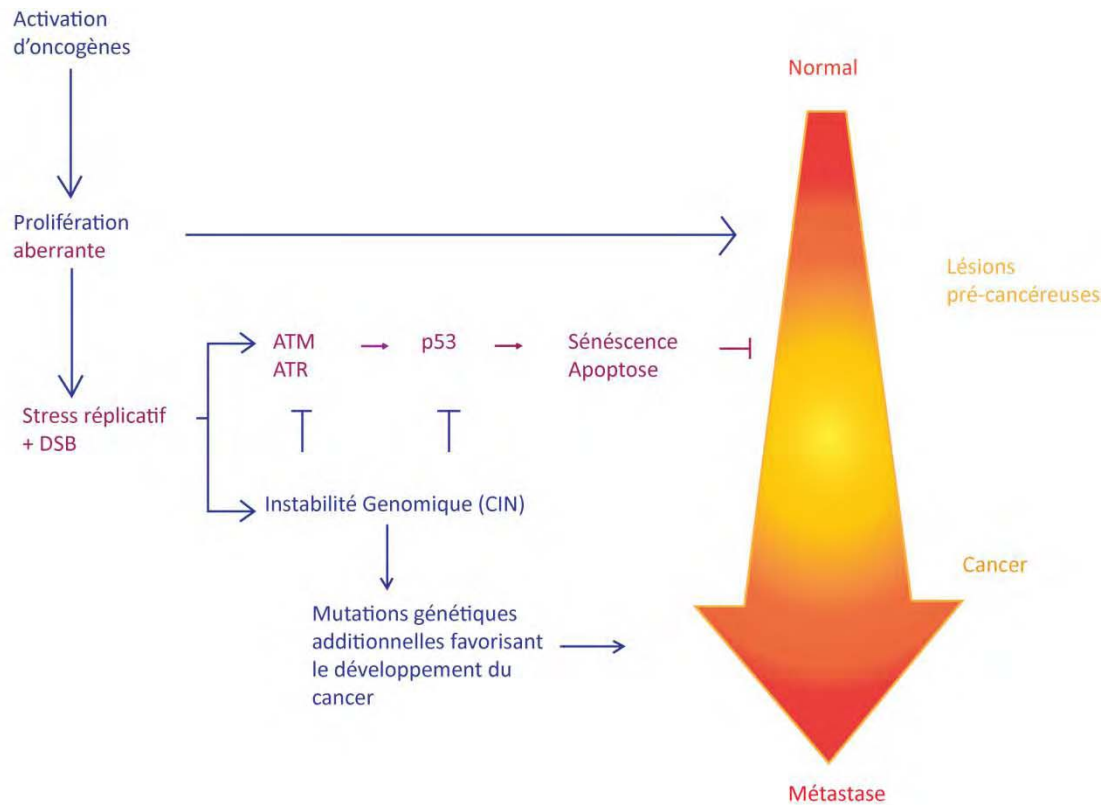 Activation
d'oncogènes
Normal
Prolifération
aberrante
Lésions
pré-cancéreuses
ATM
ATR
p53
Sénéscence
Apoptose
Stress réplicatif
+ DSB
Instabilité Genomique (CIN)
Cancer
Mutations génétiques
additionnelles favorisant
le développement du
cancer
Métastase